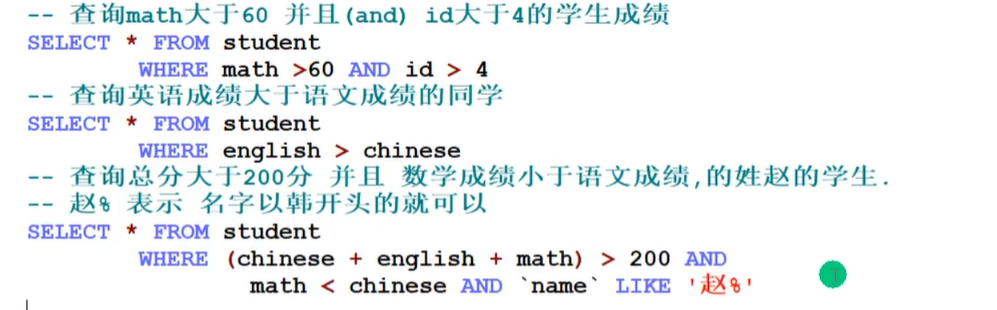 -- 查询math大于60 并且(and) id大于4的学生成绩
SELECT * FROM student
WHERE math >60 AND id > 4
-- 查询英语成绩大于语文成绩的同学
SELECT * FROM student
WHERE english > chinese
-- 查询总分大于200分 并且 数学成绩小于语文成绩,的姓赵的学生.
-- 赵% 表示 名字以韩开头的就可以
SELECT * FROM student
WHERE (chinese + english + math) > 200 AND
math < chinese AND `name` LIKE '赵%'